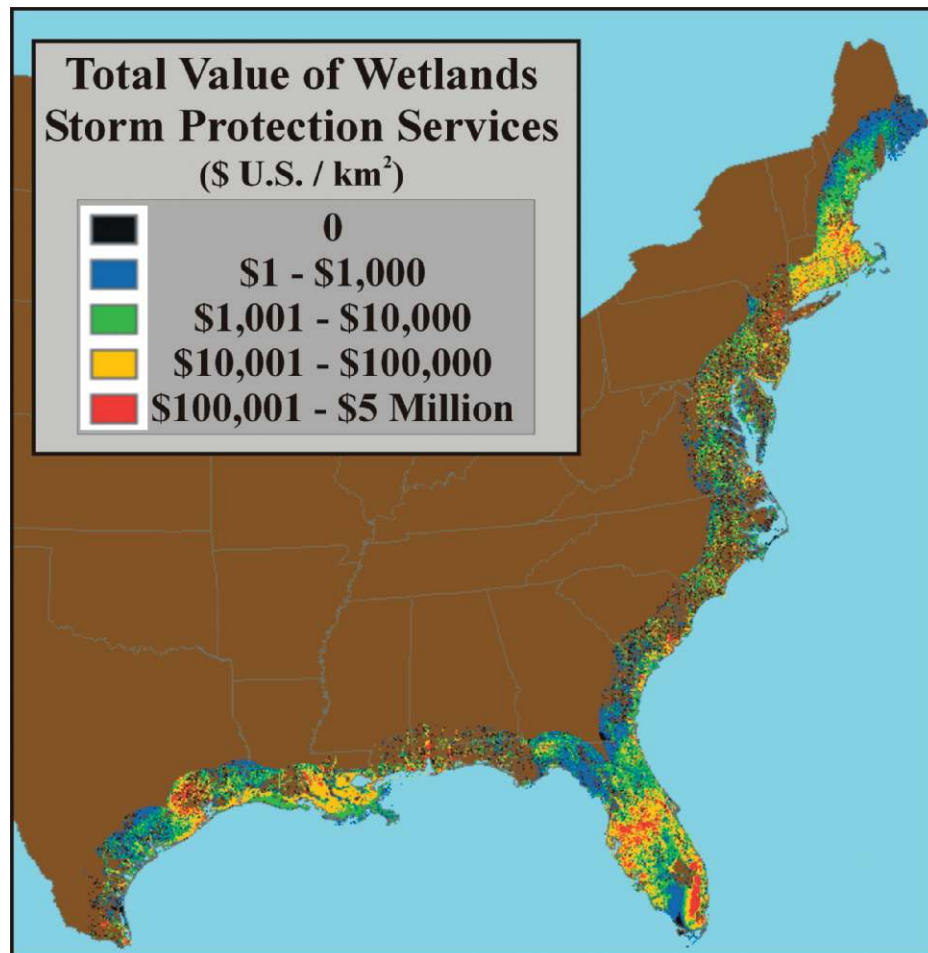 Total Value of Wetlands
Storm Protection Services
($ U.S. / km²)
0
$1 - $1,000
$1,001 - $10,000
$10,001 - $100,000
$100,001 - $5 Million